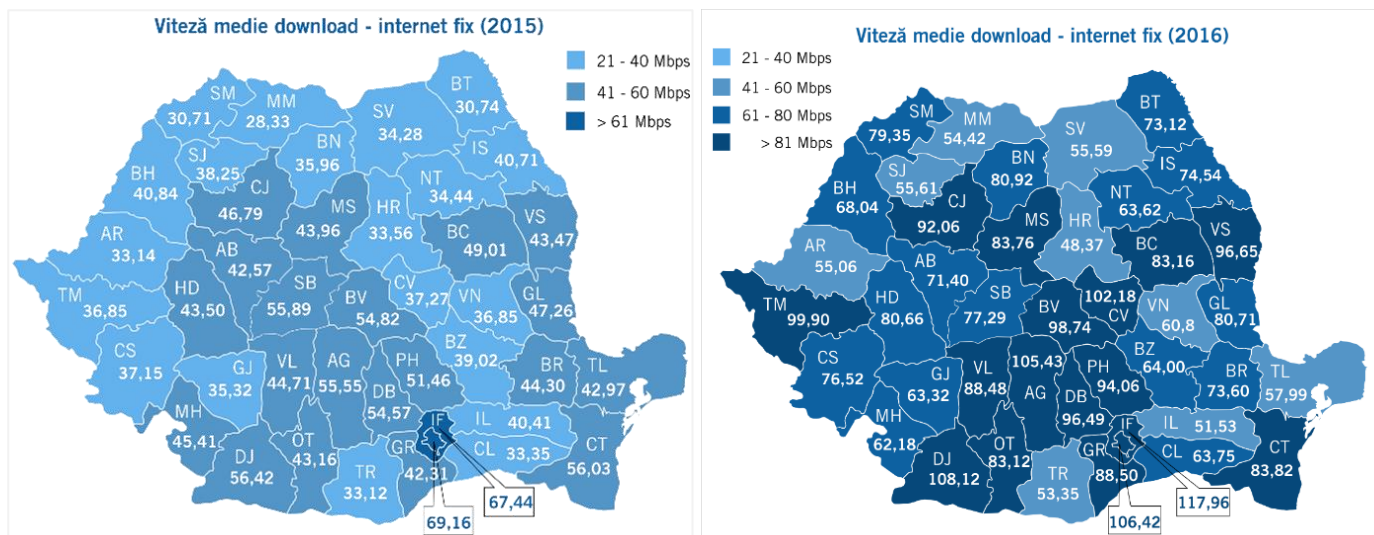 Viteză medie download - internet fix (2015)
21 - 40 Mbps
41 - 60 Mbps
> 61 Mbps
SM
30,71
MM
28,33
SV
34,28
BT
30,74
BN
35,96
IS
40,71
SJ
38,25
BH
40,84
CJ
46,79
NT
34,44
MS
43,96
HR
33,56
BC
49,01
VS
43,47
AR
33,14
AB
42,57
TM
36,85
HD
43,50
SB
55,89
BV
54,82
CV
37,27
VN
36,85
GL
47,26
CS
37,15
GJ
35,32
VL
44,71
AG
55,55
PH
51,46
DB
54,57
BZ
39,02
BR
44,30
TL
42,97
MH
45,41
DJ
56,42
OT
43,16
TR
33,12
GR
42,31
IF
IL
40,41
CL
33,35
CT
56,03
67,44
69,16
Viteză medie download - internet fix (2016)
21 - 40 Mbps
41 - 60 Mbps
61 - 80 Mbps
> 81 Mbps
SM
79,35
MM
54,42
SV
55,59
BT
73,12
BN
80,92
IS
74,54
SJ
55,61
BH
68,04
CJ
92,06
NT
63,62
MS
83,76
HR
48,37
BC
83,16
VS
96,65
AR
55,06
AB
71,40
TM
99,90
HD
80,66
SB
77,29
BV
98,74
102,18
CV
VN
60,8
GL
80,71
CS
76,52
GJ
63,32
VL
88,48
105,43
AG
PH
94,06
DB
96,49
BZ
64,00
BR
73,60
TL
57,99
MH
62,18
DJ
108,12
OT
83,12
TR
53,35
GR
88,50
IF
IL
51,53
CL
63,75
CT
83,82
117,96
106,42